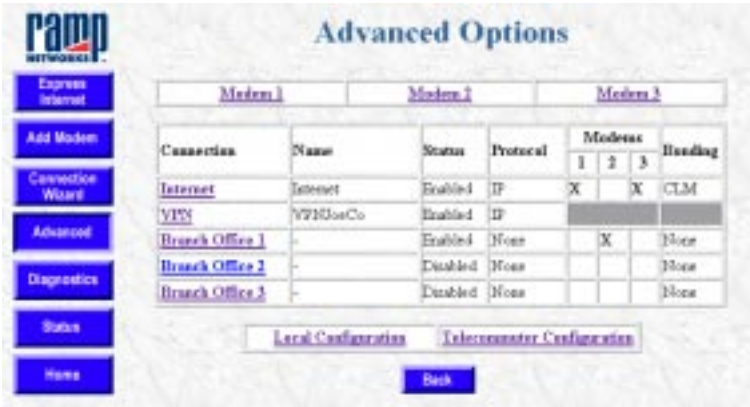 ramp
NETWORKS
Advanced Options
Express
Internet
Add Modem
Connection
Wizard
Advanced
Diagnostics
Status
Home
Modem 1 Modem 2 Modem 3
Connection Name Status Protocol Modems Bonding
1 2 3
Internet Internet Enabled IP X X CLM
VPN VPNJoeCo Enabled IP
Branch Office 1 - Enabled None X None
Branch Office 2 - Disabled None None
Branch Office 3 - Disabled None None
Local Configuration Telecommuter Configuration
Back